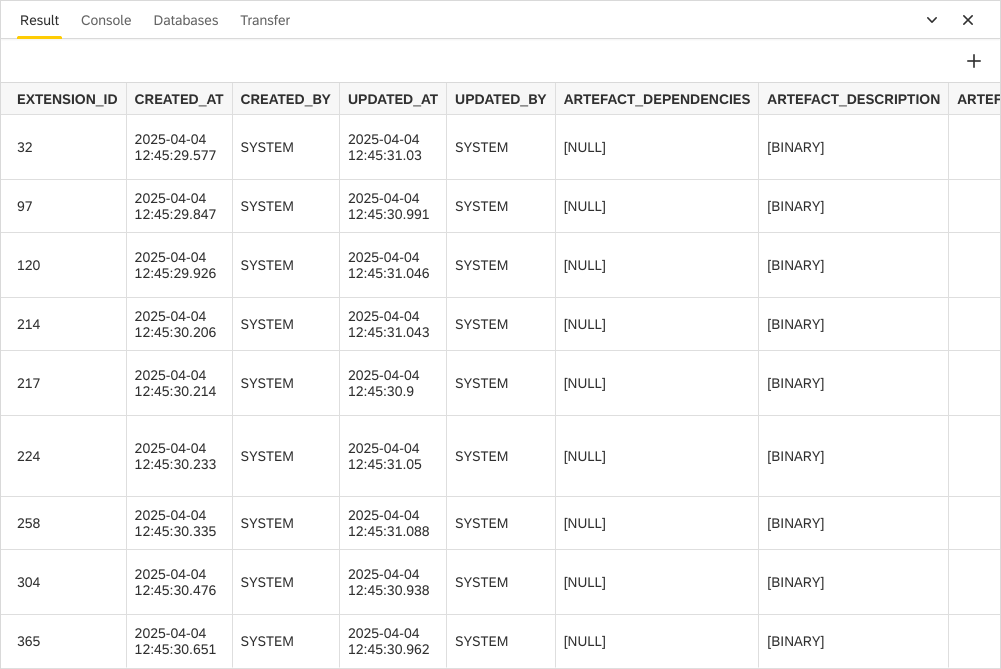 Result Console Databases Transfer
EXTENSION_ID CREATED_AT CREATED_BY UPDATED_AT UPDATED_BY ARTEFACT_DEPENDENCIES ARTEFACT_DESCRIPTION ARTEF
32 2025-04-04 12:45:29.577 SYSTEM 2025-04-04 12:45:31.03 SYSTEM [NULL] [BINARY]
97 2025-04-04 12:45:29.847 SYSTEM 2025-04-04 12:45:30.991 SYSTEM [NULL] [BINARY]
120 2025-04-04 12:45:29.926 SYSTEM 2025-04-04 12:45:31.046 SYSTEM [NULL] [BINARY]
214 2025-04-04 12:45:30.206 SYSTEM 2025-04-04 12:45:31.043 SYSTEM [NULL] [BINARY]
217 2025-04-04 12:45:30.214 SYSTEM 2025-04-04 12:45:30.9 SYSTEM [NULL] [BINARY]
224 2025-04-04 12:45:30.233 SYSTEM 2025-04-04 12:45:31.05 SYSTEM [NULL] [BINARY]
258 2025-04-04 12:45:30.335 SYSTEM 2025-04-04 12:45:31.088 SYSTEM [NULL] [BINARY]
304 2025-04-04 12:45:30.476 SYSTEM 2025-04-04 12:45:30.938 SYSTEM [NULL] [BINARY]
365 2025-04-04 12:45:30.651 SYSTEM 2025-04-04 12:45:30.962 SYSTEM [NULL] [BINARY]